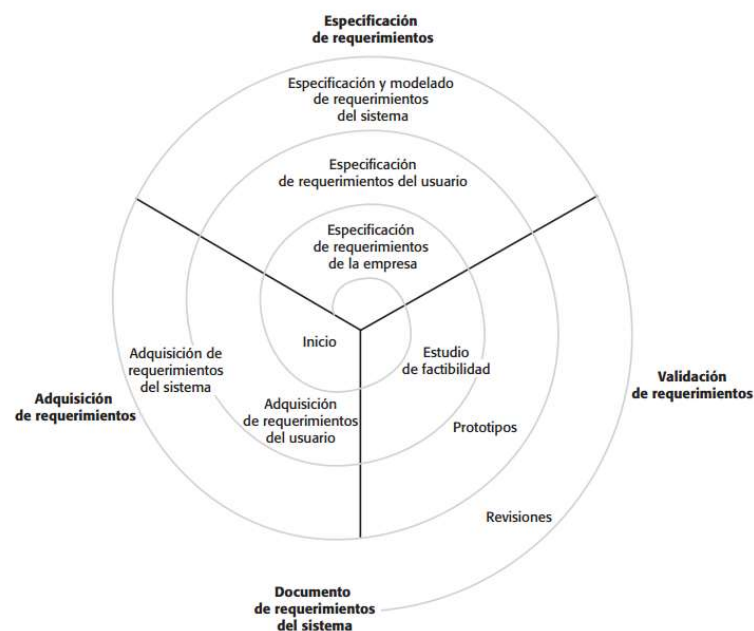 Especificación
de requerimientos
Especificación y modelado
de requerimientos
del sistema
Especificación
de requerimientos del usuario
Especificación
de requerimientos
de la empresa
Inicio
Estudio
de factibilidad
Adquisición de
requerimientos
del sistema
Validación
de requerimientos
Adquisición
de requerimientos
Adquisición
de requerimientos
del usuario
Prototipos
Revisiones
Documento
de requerimientos
del sistema